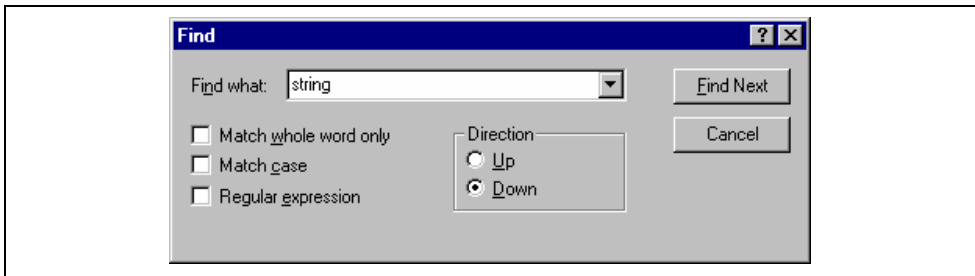 Find
Find what: string Find Next
Match whole word only Direction Cancel
Match case Up
Regular expression Down